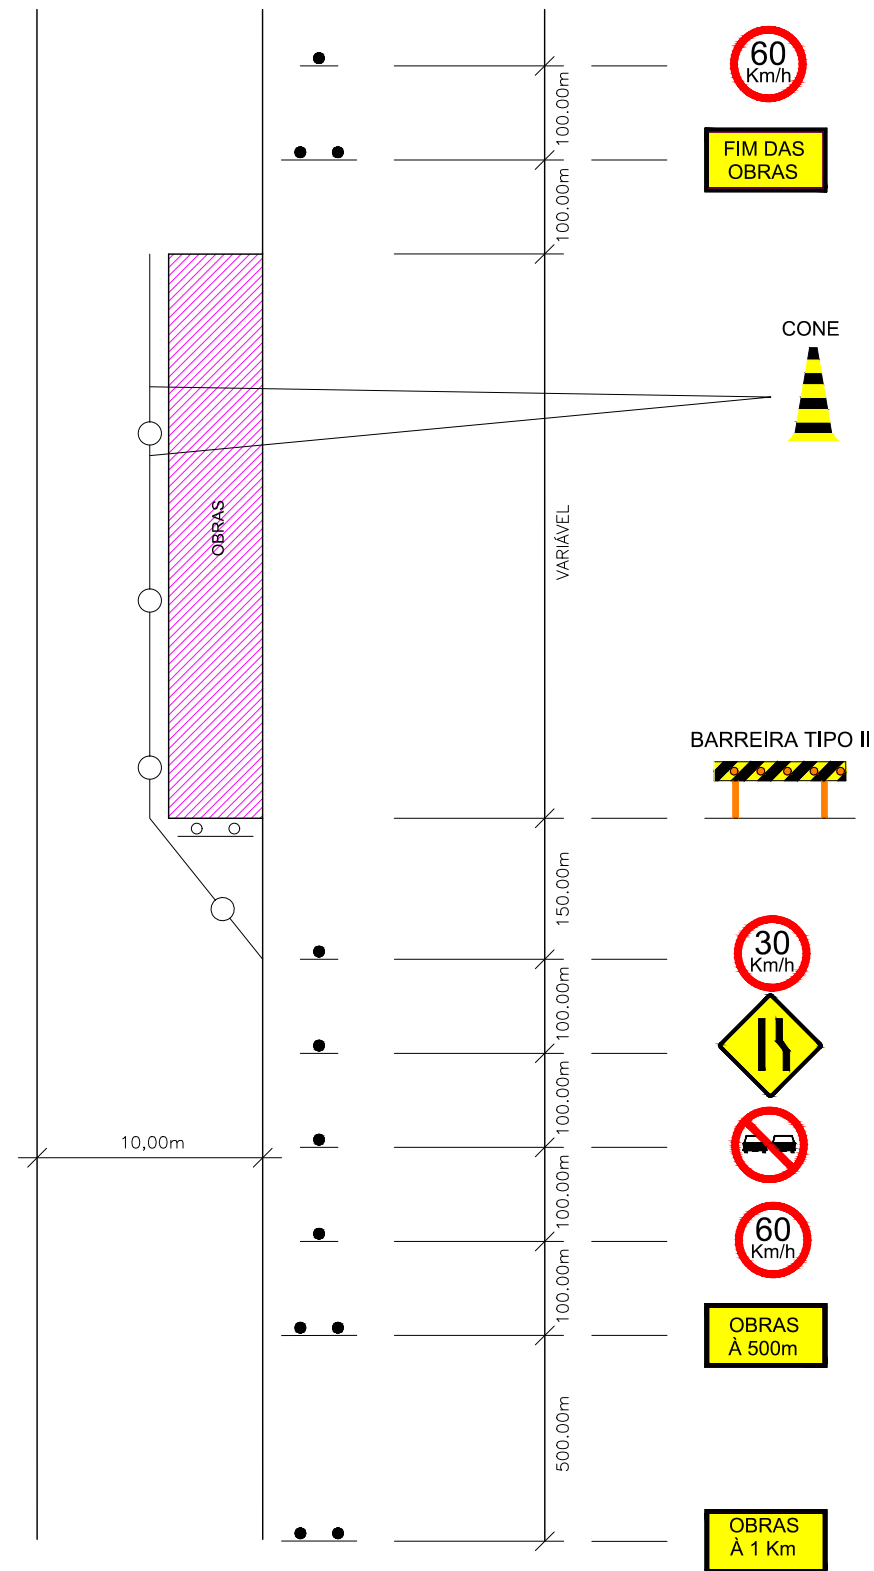 60
Km/h
100.00m
FIM DAS
OBRAS
100.00m
CONE
OBRAS
VARIÁVEL
BARREIRA TIPO II
150.00m
30
Km/h
100.00m
100.00m
10,00m
100.00m
60
Km/h
100.00m
OBRAS
À 500m
500.00m
OBRAS
À 1 Km